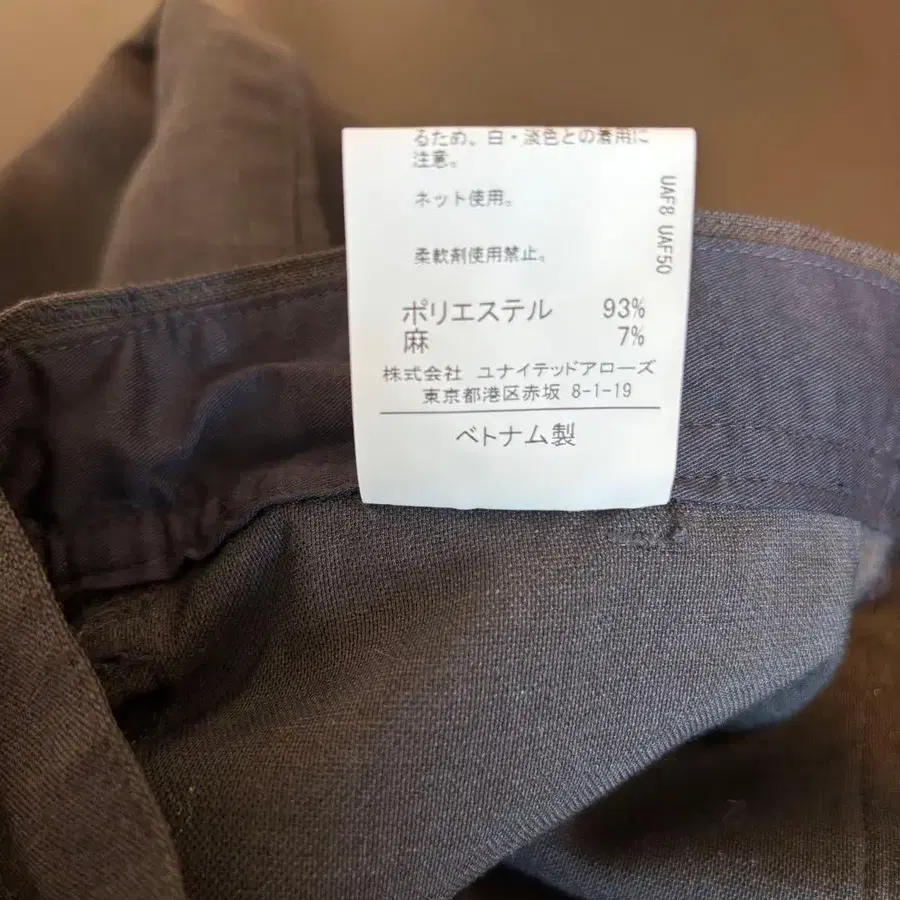 るため、白・淡色との着用に
注意。
ネット使用。
柔軟剤使用禁止。
ポリエステル 93%
麻 7%
株式会社 ユナイテッドアローズ
東京都港区赤坂 8-1-19
ベトナム製
UAF8 UAF50